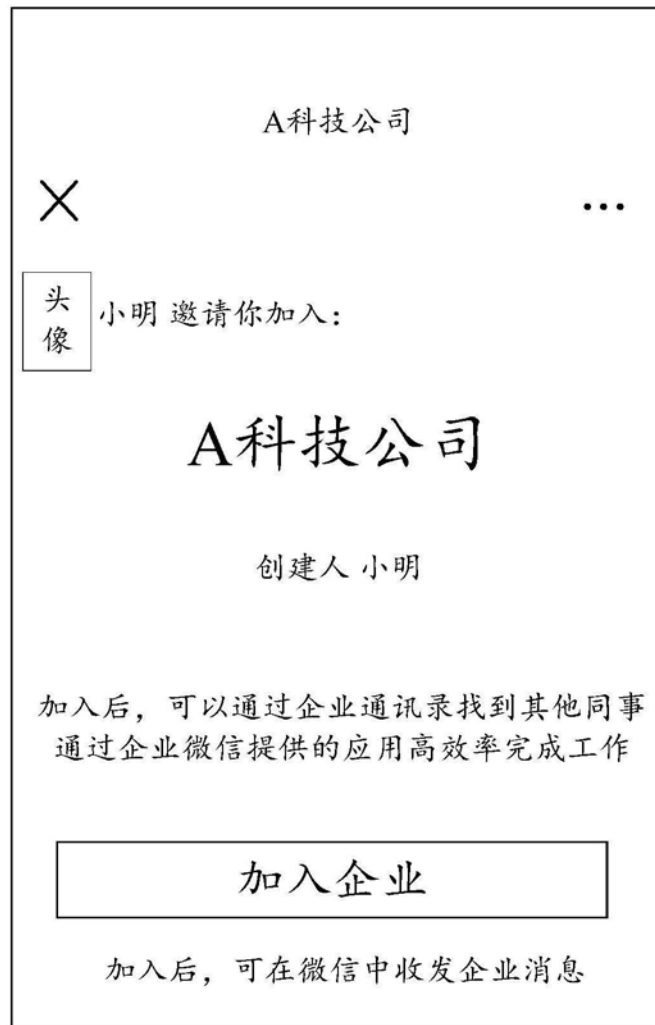 A科技公司
...
头像
小明 邀请你加入：
A科技公司
创建人 小明
加入后，可以通过企业通讯录找到其他同事
通过企业微信提供的应用高效率完成工作
加入企业
加入后，可在微信中收发企业消息